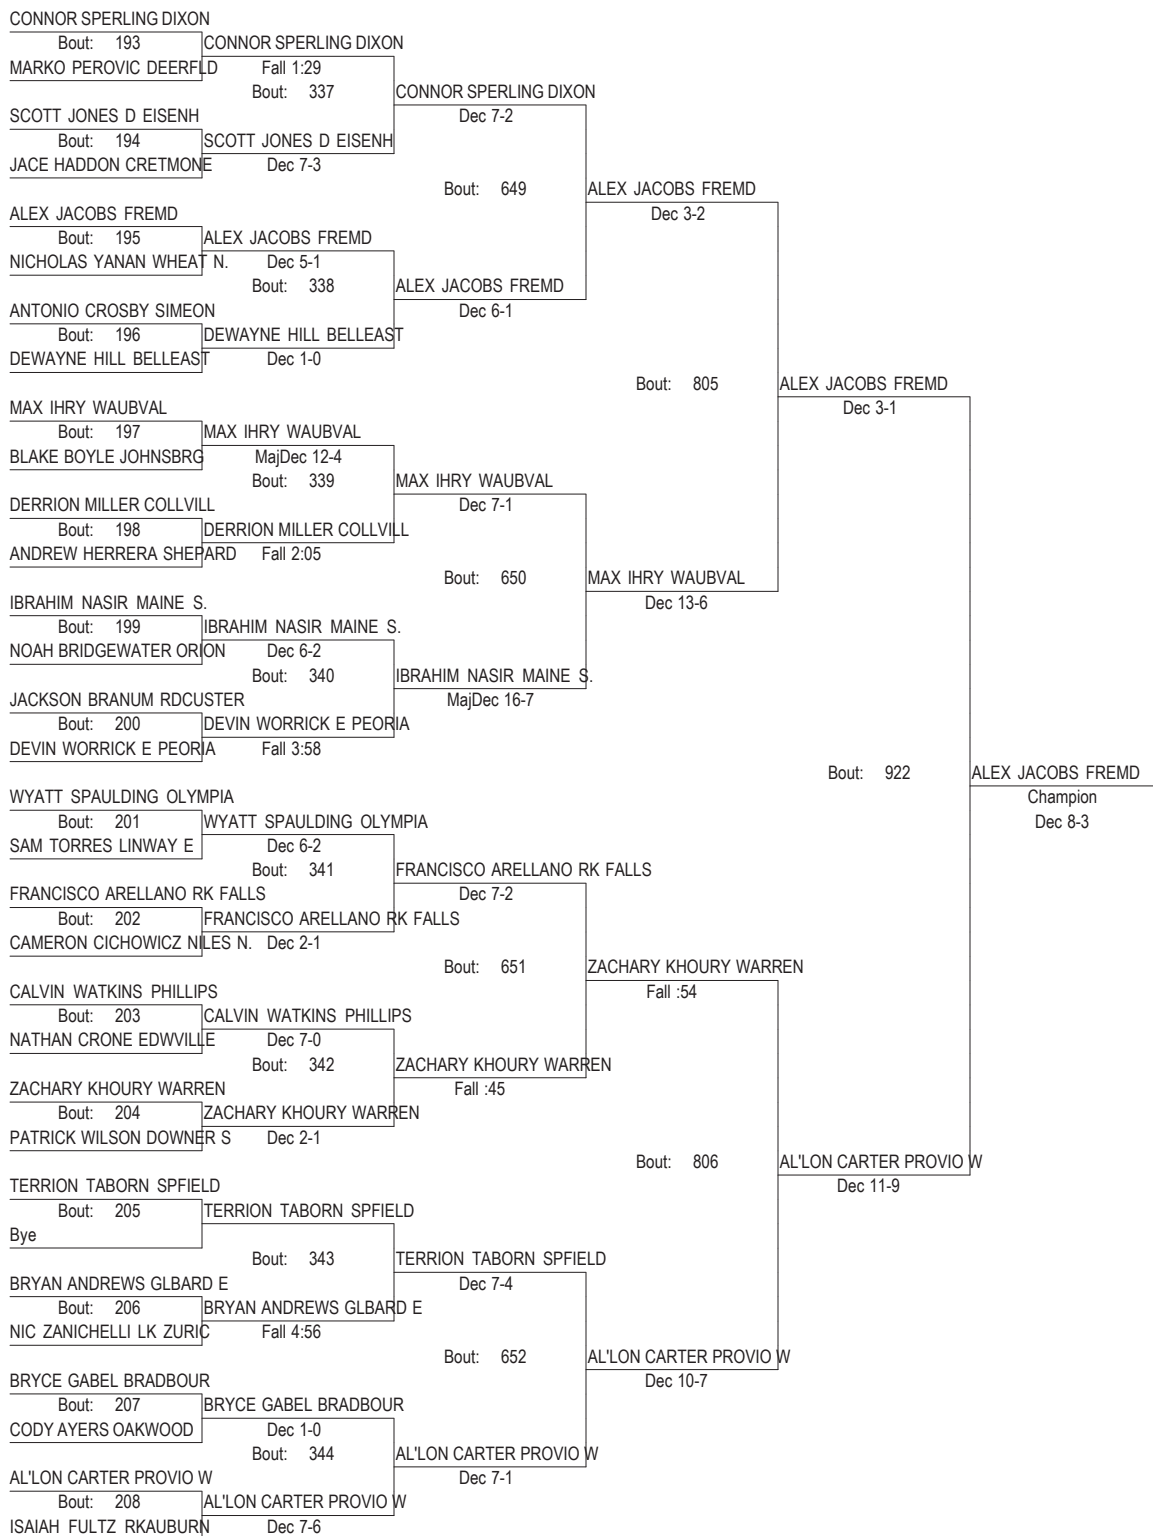 CONNOR SPERLING DIXON
Bout: 193 CONNOR SPERLING DIXON
MARKO PEROVIC DEERFLD Fall 1:29
Bout: 337 CONNOR SPERLING DIXON
SCOTT JONES D EISENH Dec 7-2
Bout: 194 SCOTT JONES D EISENH
JACE HADDON CRETMONE Dec 7-3
Bout: 649 ALEX JACOBS FREMD
ALEX JACOBS FREMD Dec 3-2
Bout: 195 ALEX JACOBS FREMD
NICHOLAS YANAN WHEAT N. Dec 5-1
Bout: 338 ALEX JACOBS FREMD
ANTONIO CROSBY SIMEON Dec 6-1
Bout: 196 DEWAYNE HILL BELLEAST
DEWAYNE HILL BELLEAST Dec 1-0
Bout: 805 ALEX JACOBS FREMD
MAX IHRY WAUBVAL Dec 3-1
Bout: 197 MAX IHRY WAUBVAL
BLAKE BOYLE JOHNSBRG MajDec 12-4
Bout: 339 MAX IHRY WAUBVAL
DERRION MILLER COLLVILL Dec 7-1
Bout: 198 DERRION MILLER COLLVILL
ANDREW HERRERA SHEPARD Fall 2:05
Bout: 650 MAX IHRY WAUBVAL
IBRAHIM NASIR MAINE S. Dec 13-6
Bout: 199 IBRAHIM NASIR MAINE S.
NOAH BRIDGEWATER ORION Dec 6-2
Bout: 340 IBRAHIM NASIR MAINE S.
JACKSON BRANUM RDCUSTER MajDec 16-7
Bout: 200 DEVIN WORRICK E PEORIA
DEVIN WORRICK E PEORIA Fall 3:58
Bout: 922 ALEX JACOBS FREMD
WYATT SPAULDING OLYMPIA Champion
Bout: 201 WYATT SPAULDING OLYMPIA Dec 8-3
SAM TORRES LINWAY E Dec 6-2
Bout: 341 FRANCISCO ARELLANO RK FALLS
FRANCISCO ARELLANO RK FALLS Dec 7-2
Bout: 202 FRANCISCO ARELLANO RK FALLS
CAMERON CICHOWICZ NILES N. Dec 2-1
Bout: 651 ZACHARY KHOURY WARREN
CALVIN WATKINS PHILLIPS Fall :54
Bout: 203 CALVIN WATKINS PHILLIPS
NATHAN CRONE EDWVILLE Dec 7-0
Bout: 342 ZACHARY KHOURY WARREN
ZACHARY KHOURY WARREN Fall :45
Bout: 204 ZACHARY KHOURY WARREN
PATRICK WILSON DOWNER S Dec 2-1
Bout: 806 AL'LON CARTER PROVIO W
TERRION TABORN SPFIELD Dec 11-9
Bout: 205 TERRION TABORN SPFIELD
Bye
Bout: 343 TERRION TABORN SPFIELD
BRYAN ANDREWS GLBARD E Dec 7-4
Bout: 206 BRYAN ANDREWS GLBARD E
NIC ZANICHELLI LK ZURIC Fall 4:56
Bout: 652 AL'LON CARTER PROVIO W
BRYCE GABEL BRADBOUR Dec 10-7
Bout: 207 BRYCE GABEL BRADBOUR
CODY AYERS OAKWOOD Dec 1-0
Bout: 344 AL'LON CARTER PROVIO W
AL'LON CARTER PROVIO W Dec 7-1
Bout: 208 AL'LON CARTER PROVIO W
ISAIAH FULTZ RKAUBURN Dec 7-6